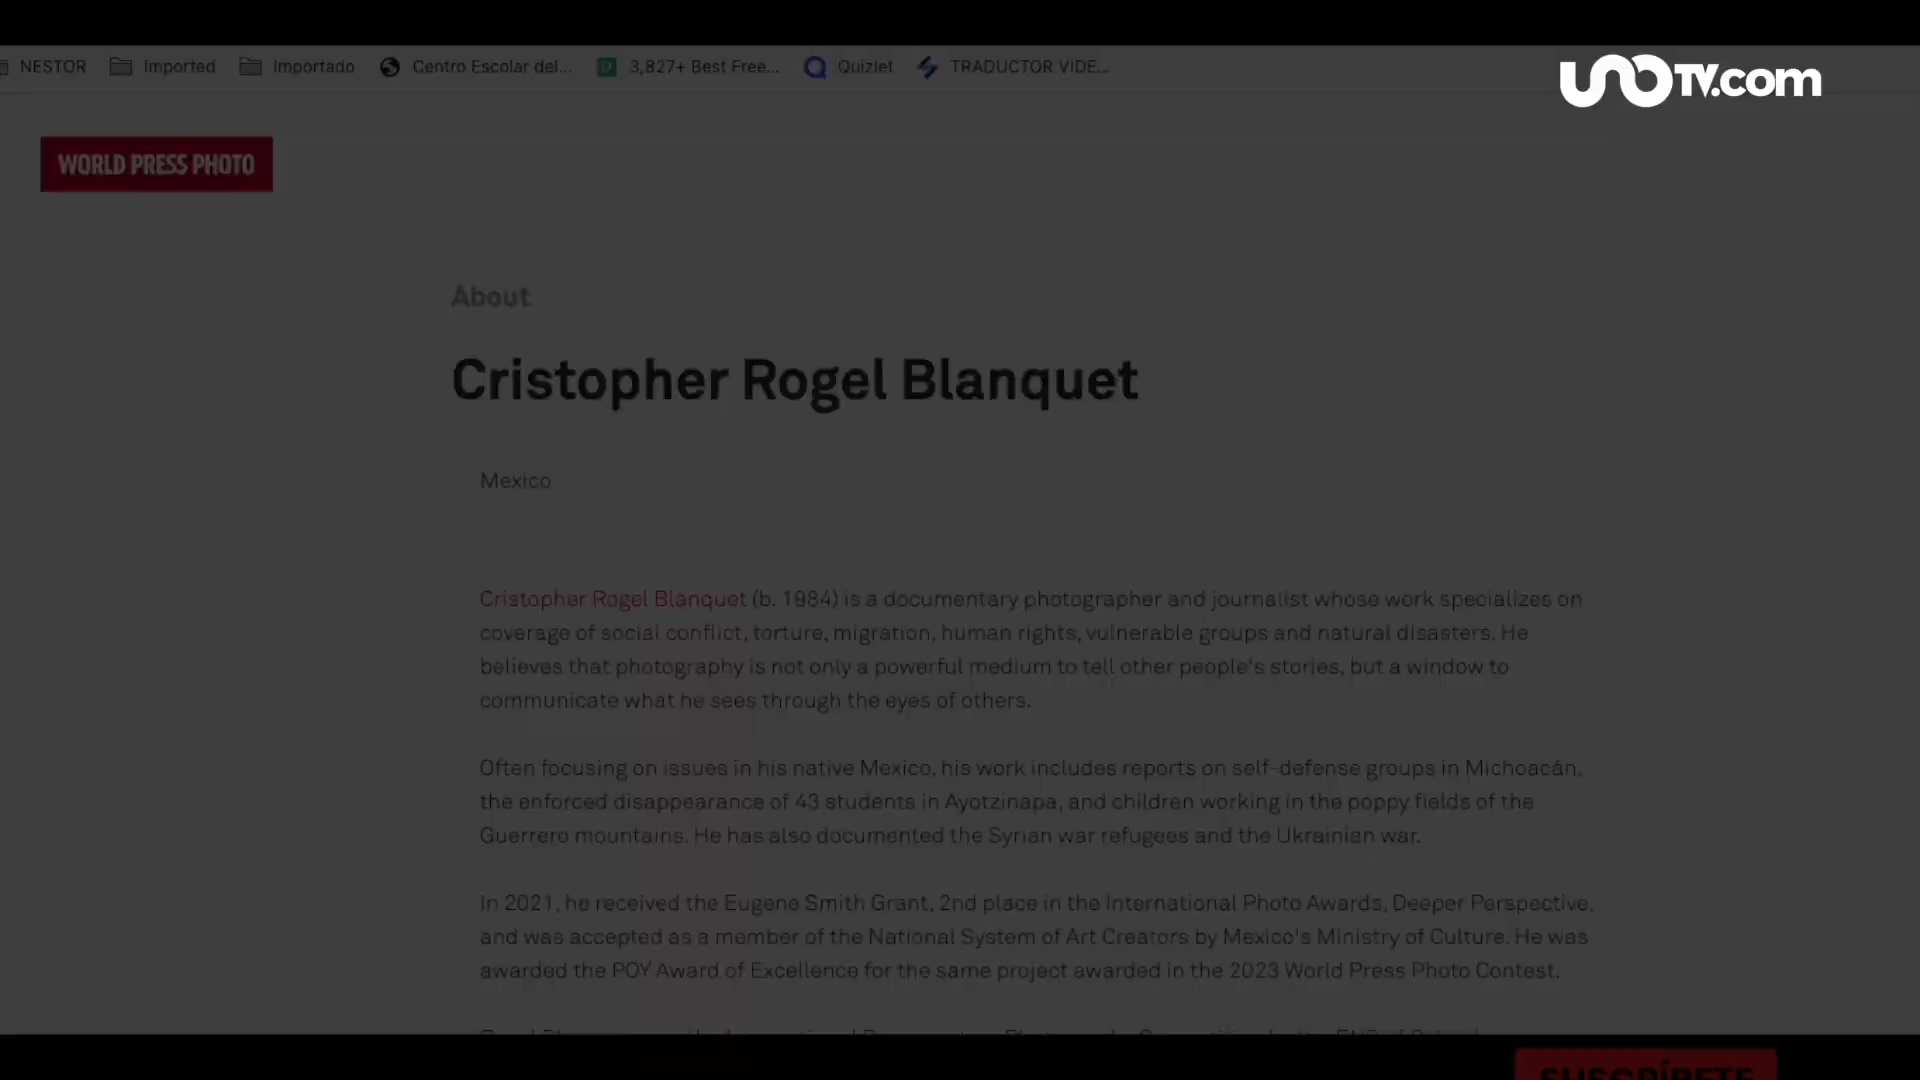 NESTOR Imported Importado Centro Escolar del... 3,827+ Best Free... Quizlet TRADUCTOR VIDE...
UNOTV.com
WORLD PRESS PHOTO
About
Cristopher Rogel Blanquet
Mexico
Cristopher Rogel Blanquet (b. 1984) is a documentary photographer and journalist whose work specializes on
coverage of social conflict, torture, migration, human rights, vulnerable groups and natural disasters. He
believes that photography is not only a powerful medium to tell other people's stories, but a window to
communicate what he sees through the eyes of others.
Often focusing on issues in his native Mexico, his work includes reports on self-defense groups in Michoacán,
the enforced disappearance of 43 students in Ayotzinapa, and children working in the poppy fields of the
Guerrero mountains. He has also documented the Syrian war refugees and the Ukrainian war.
In 2021, he received the Eugene Smith Grant, 2nd place in the International Photo Awards, Deeper Perspective,
and was accepted as a member of the National System of Art Creators by Mexico's Ministry of Culture. He was
awarded the POY Award of Excellence for the same project awarded in the 2023 World Press Photo Contest.
SUSCRÍBETE